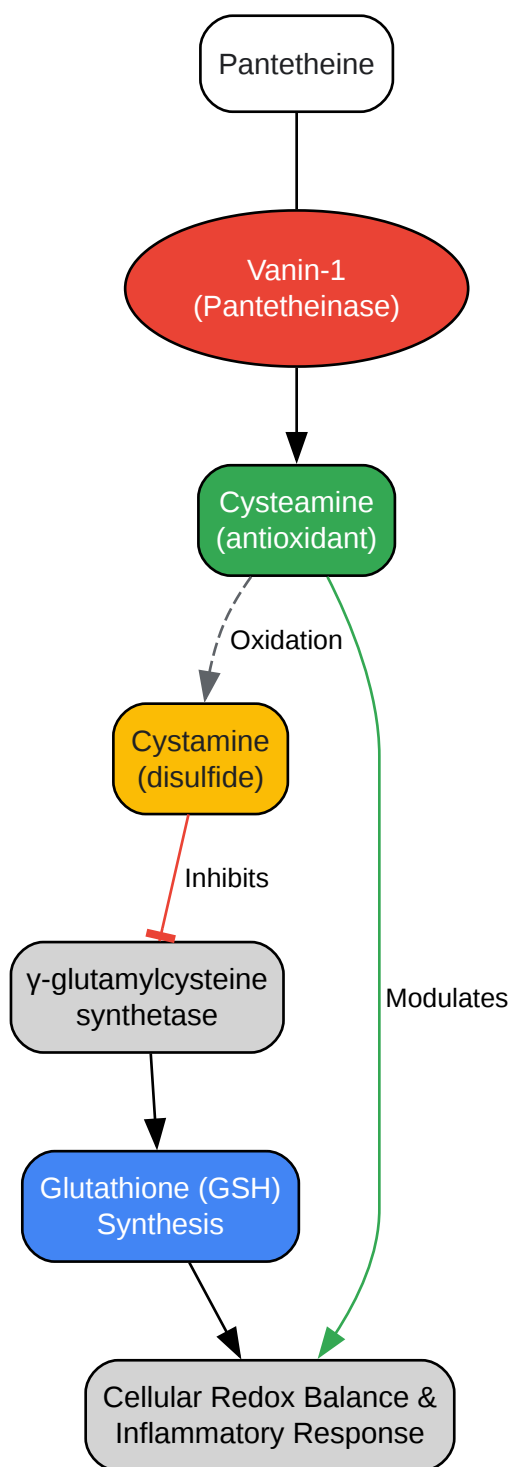 Pantetheine
Vanin-1
(Pantetheinase)
Cysteamine
(antioxidant)
Oxidation
Cystamine
(disulfide)
Inhibits
γ-glutamylcysteine
synthetase
Modulates
Glutathione (GSH)
Synthesis
Cellular Redox Balance &
Inflammatory Response